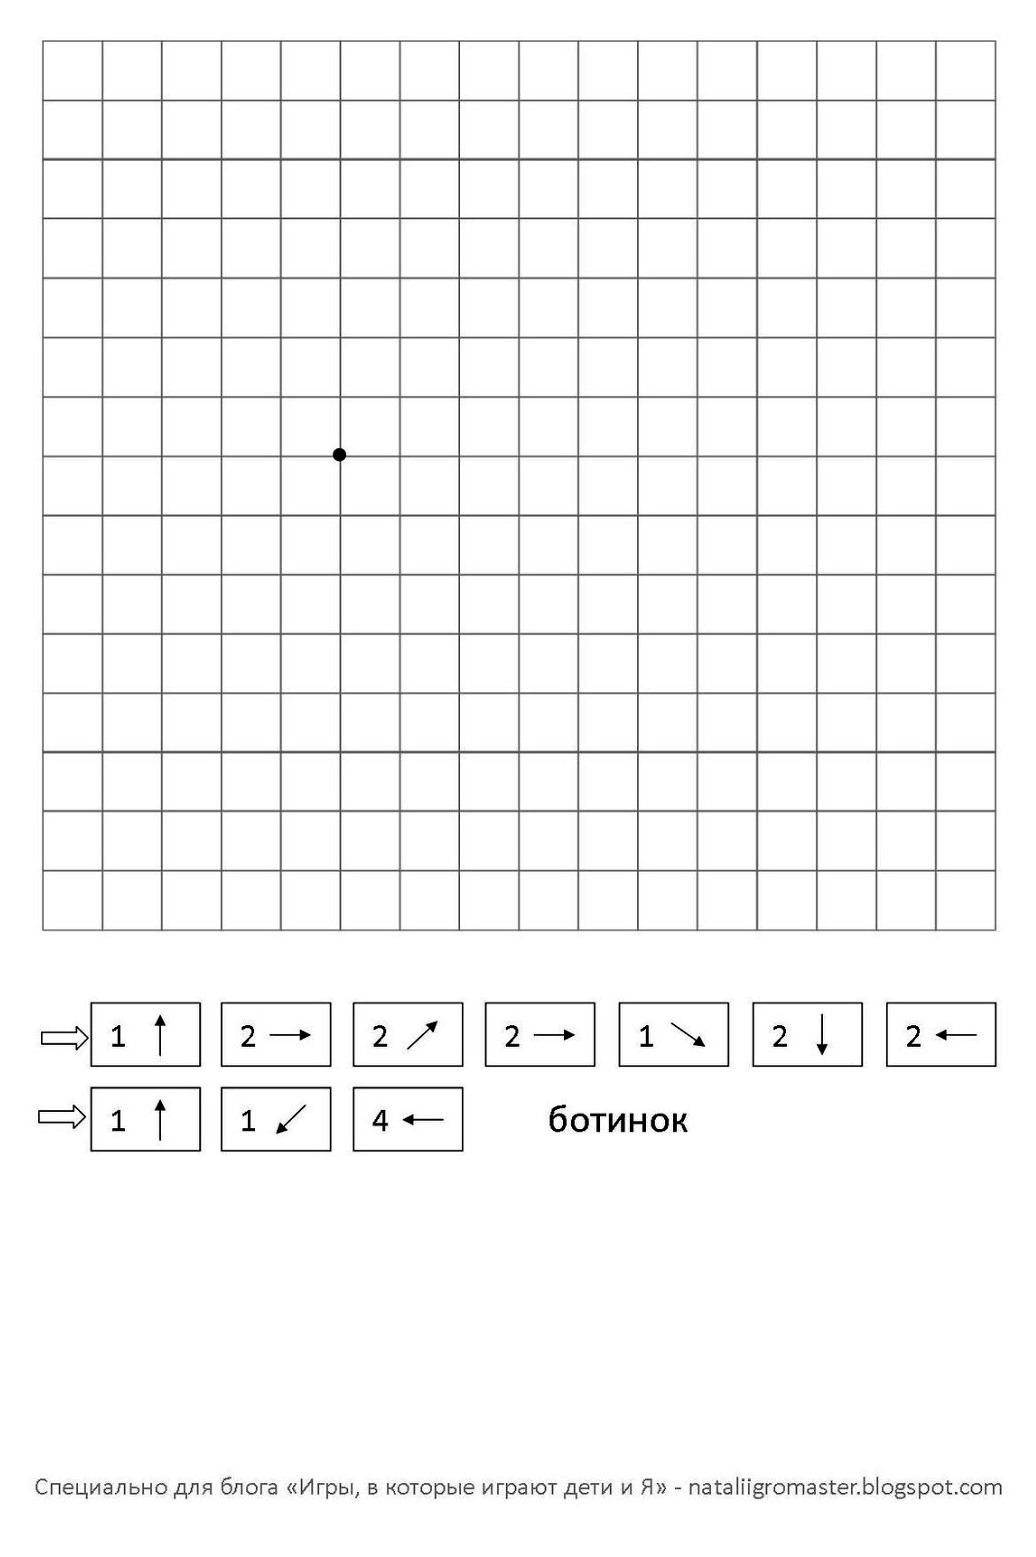 1 ↑ 2 → 2 ↗ 2 → 1 ↘ 2 ↓ 2 ←
1 ↑ 1 ↙ 4 ← ботинок
Специально для блога «Игры, в которые играют дети и Я» - nataliigromaster.blogspot.com